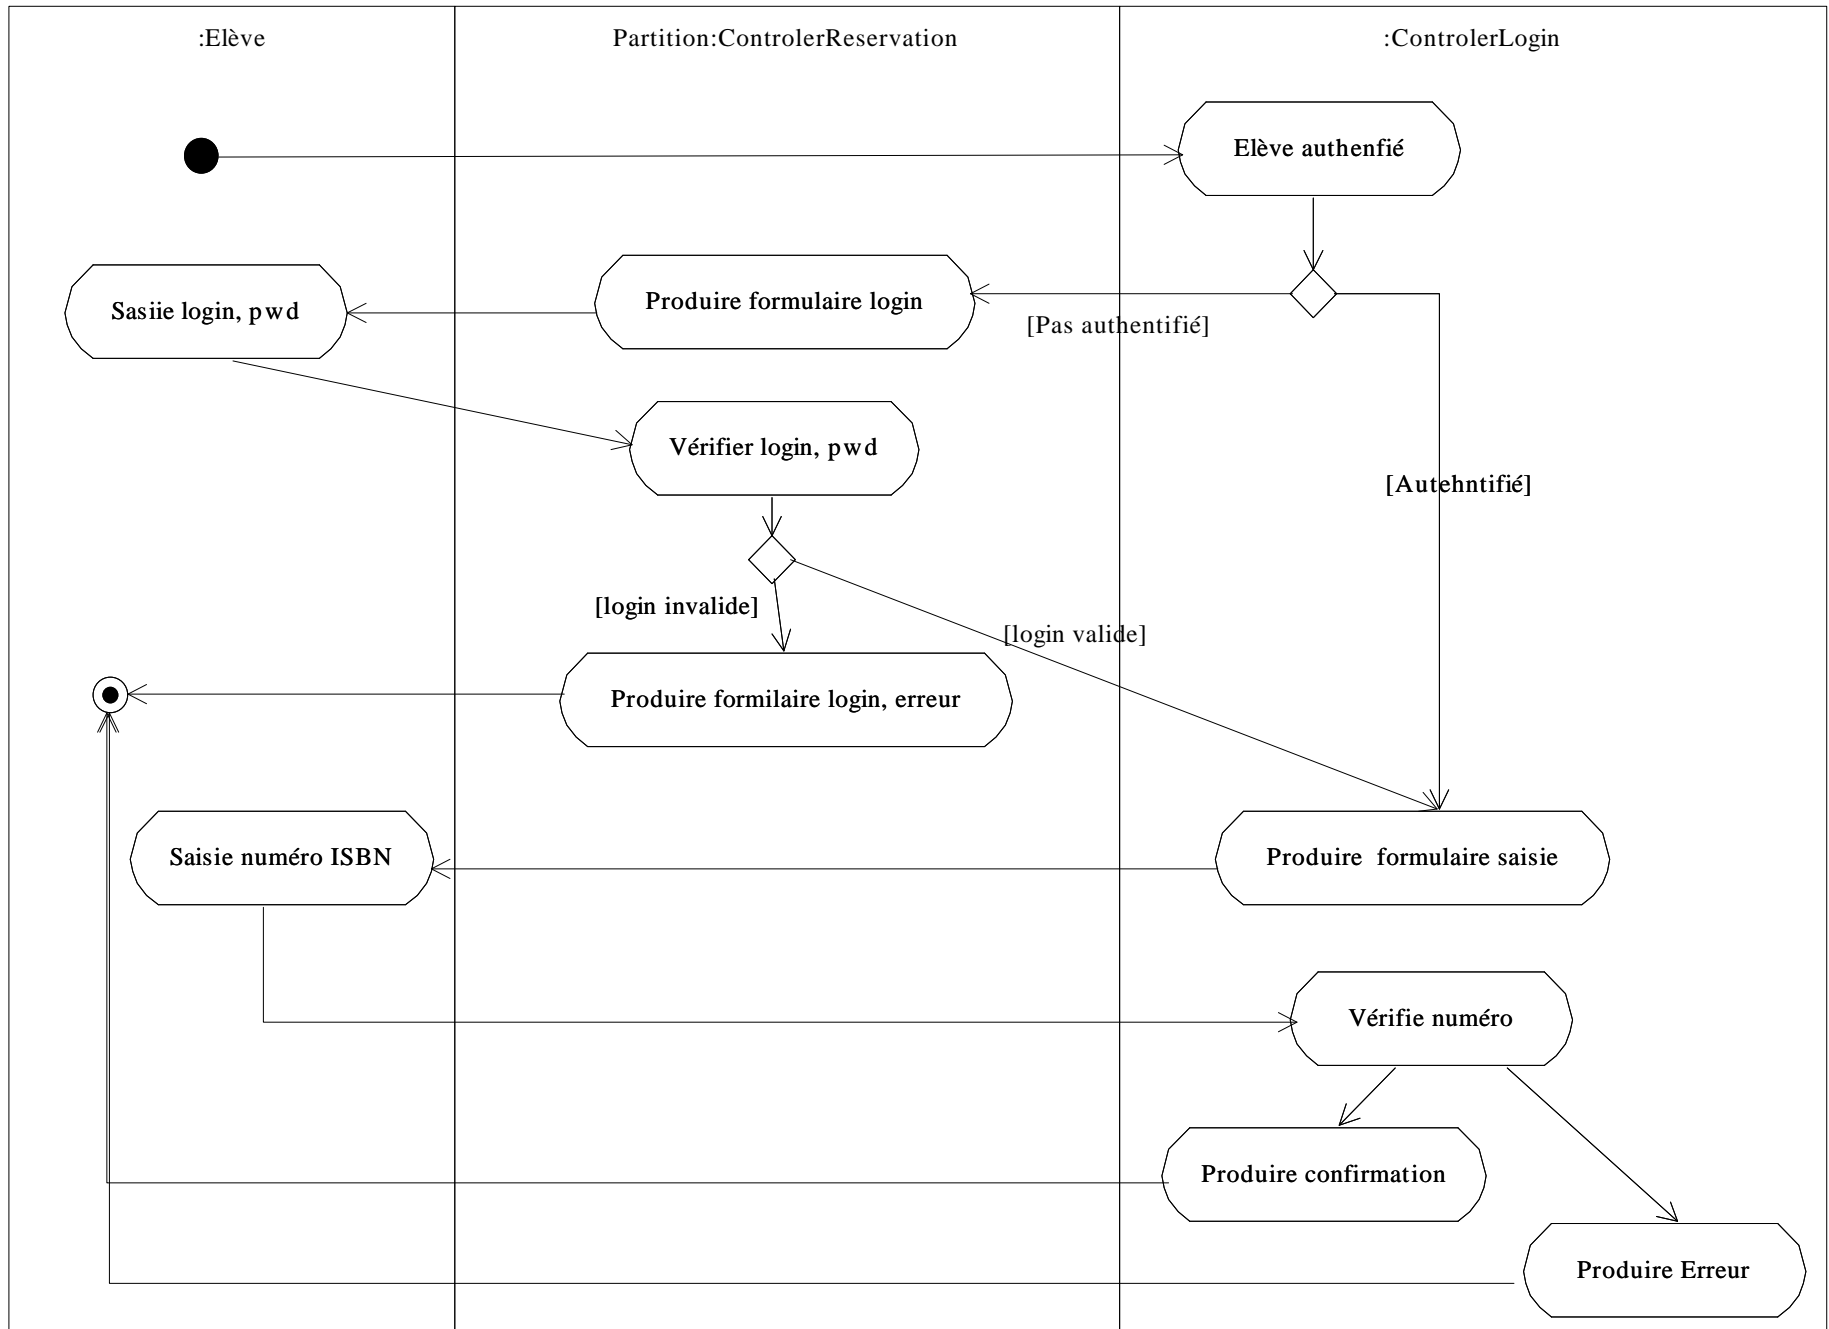 :Elève
Partition:ControlerReservation
:ControlerLogin
Elève authenfié
Sasiie login, pwd
Produire formulaire login
[Pas authentifié]
Vérifier login, pwd
[Autehntifié]
[login invalide]
[login valide]
Produire formilaire login, erreur
Saisie numéro ISBN
Produire formulaire saisie
Vérifie numéro
Produire confirmation
Produire Erreur